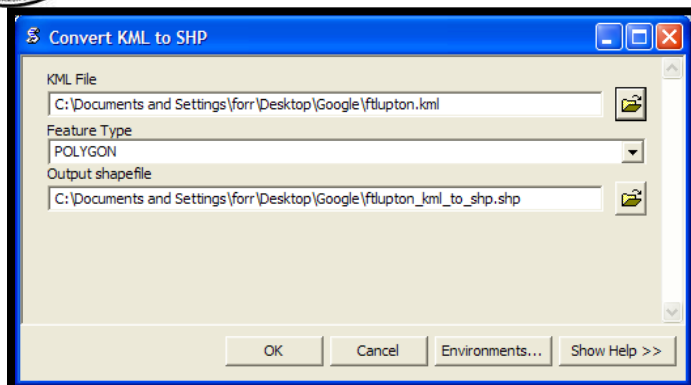 Convert KML to SHP
KML File
C:\Documents and Settings\forr\Desktop\Google\ftlupton.kml
Feature Type
POLYGON
Output shapefile
C:\Documents and Settings\forr\Desktop\Google\ftlupton_kml_to_shp.shp
OK Cancel Environments... Show Help >>